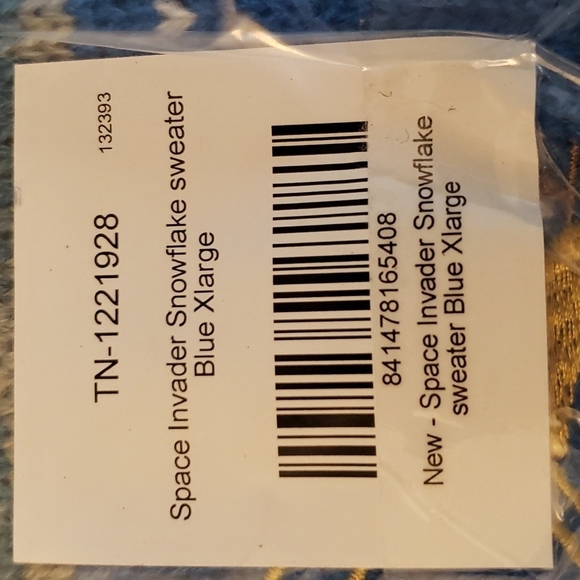 132393
TN-1221928
Space Invader Snowflake sweater
Blue Xlarge
841478165408
New - Space Invader Snowflake
sweater Blue Xlarge